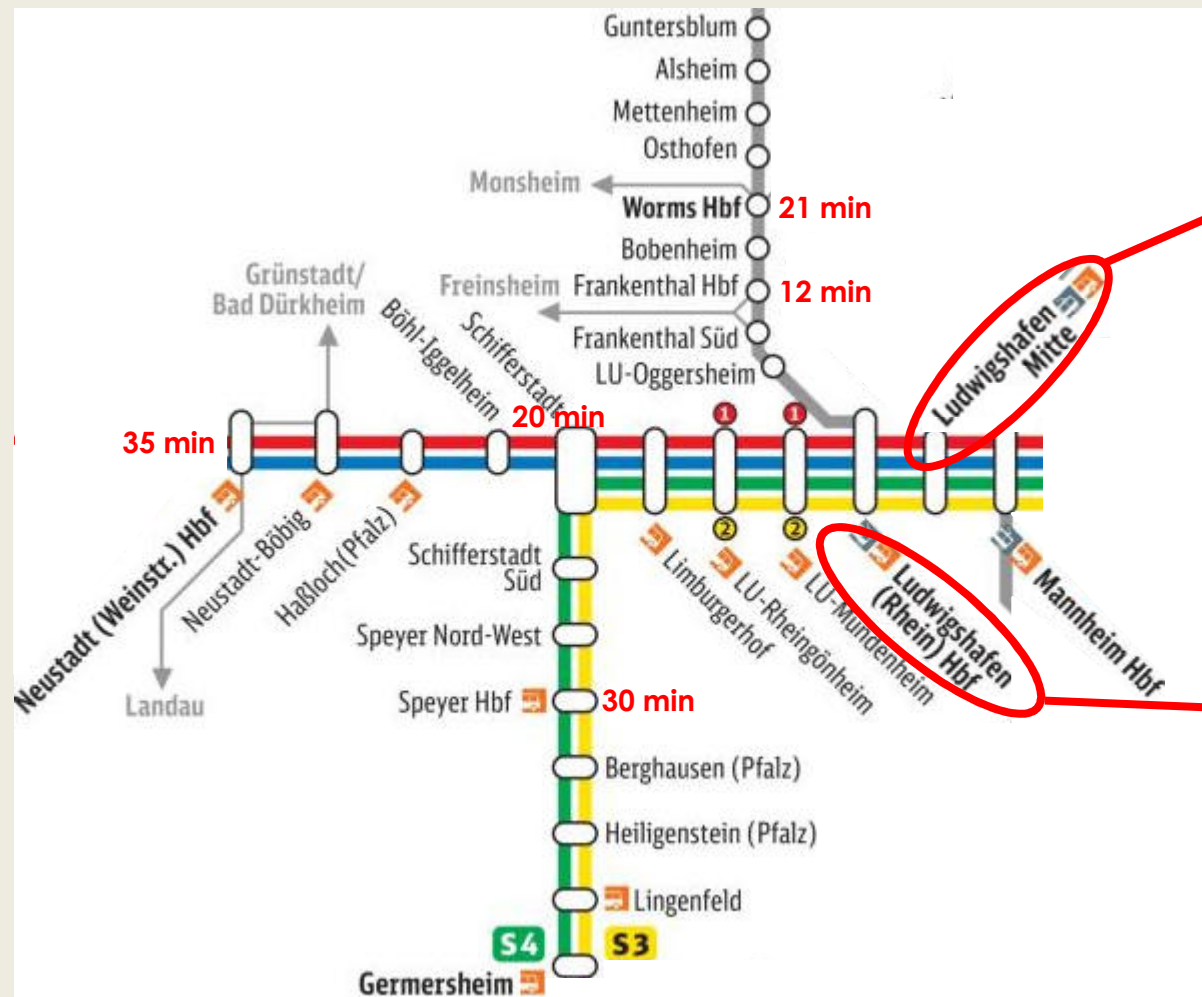 Guntersblum
Alsheim
Mettenheim
Osthofen
Monsheim
Worms Hbf 21 min
Bobenheim
Freinsheim Frankenthal Hbf 12 min
Frankenthal Süd
LU-Oggersheim
Grünstadt/
Bad Dürkheim
Böhl-Iggelheim
Schifferstadt
20 min
35 min
1
1
Ludwigshafen
Mitte
Neustadt (Weinstr.) Hbf
Neustadt-Böbig
Haßloch(Pfalz)
Landau
2
2
Limburgerhof
LU-Rheingönheim
LU-Mundenheim
Ludwigshafen
(Rhein) Hbf
Mannheim Hbf
Schifferstadt
Süd
Speyer Nord-West
Speyer Hbf 30 min
Berghausen (Pfalz)
Heiligenstein (Pfalz)
Lingenfeld
S4 S3
Germersheim